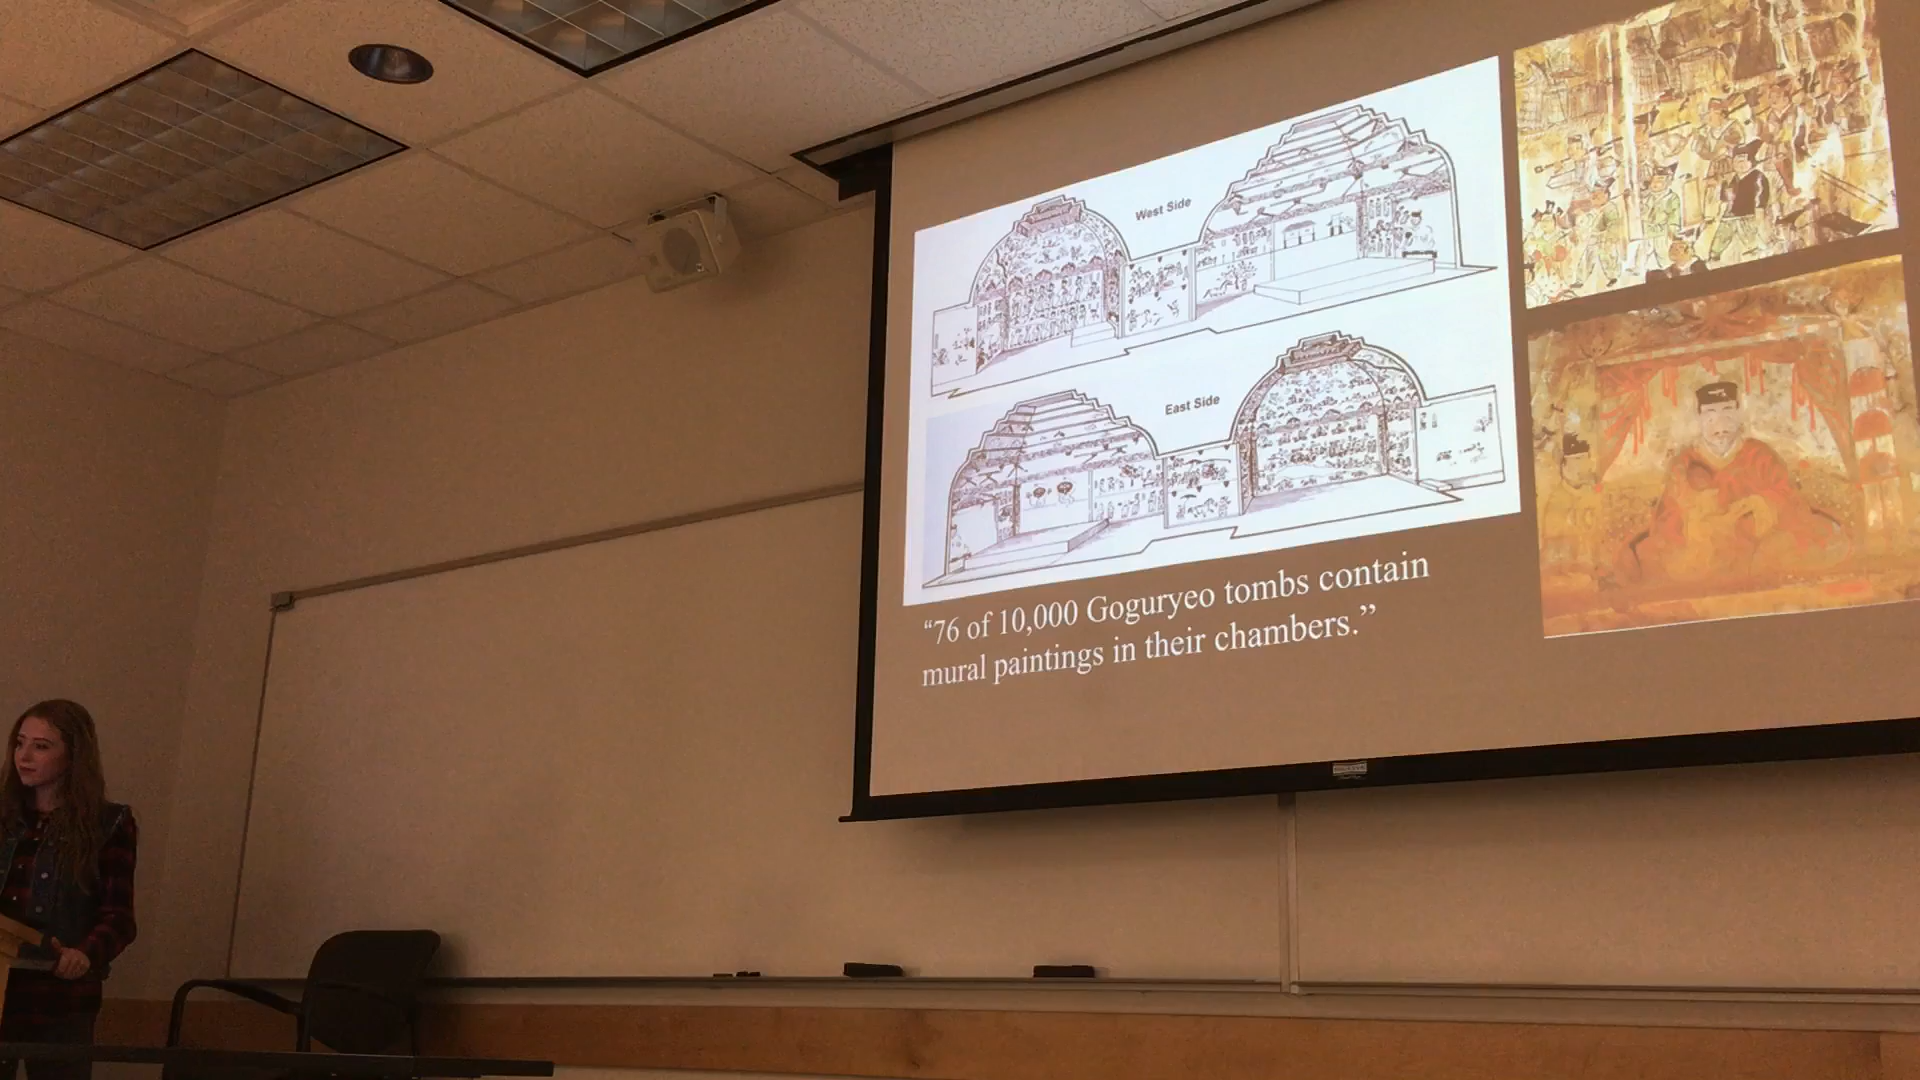 West Side
East Side
“76 of 10,000 Goguryeo tombs contain
mural paintings in their chambers.”